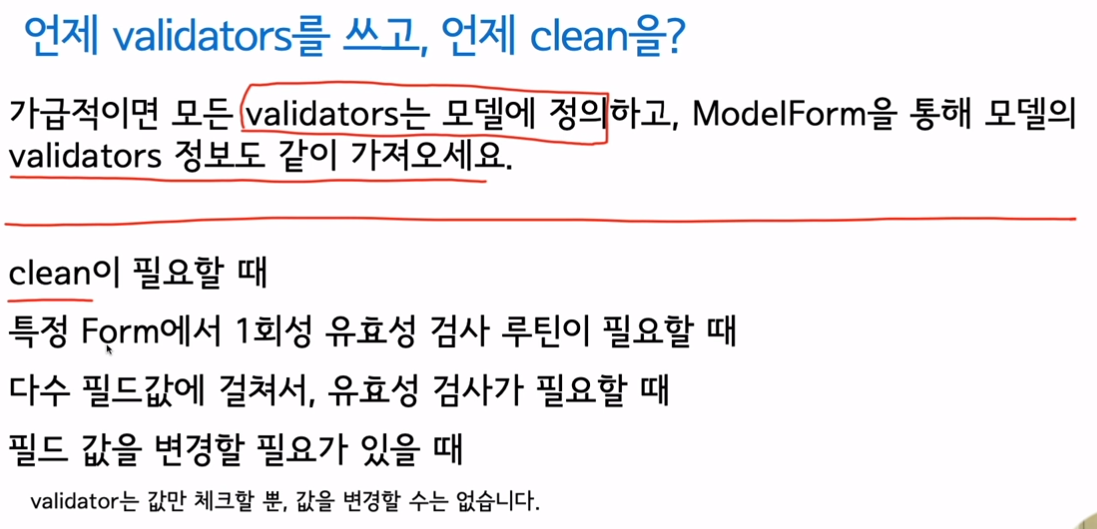 언제 validators를 쓰고, 언제 clean을?
가급적이면 모든 validators는 모델에 정의하고, ModelForm을 통해 모델의
validators 정보도 같이 가져오세요.
clean이 필요할 때
특정 Form에서 1회성 유효성 검사 루틴이 필요할 때
다수 필드값에 걸쳐서, 유효성 검사가 필요할 때
필드 값을 변경할 필요가 있을 때
validator는 값만 체크할 뿐, 값을 변경할 수는 없습니다.